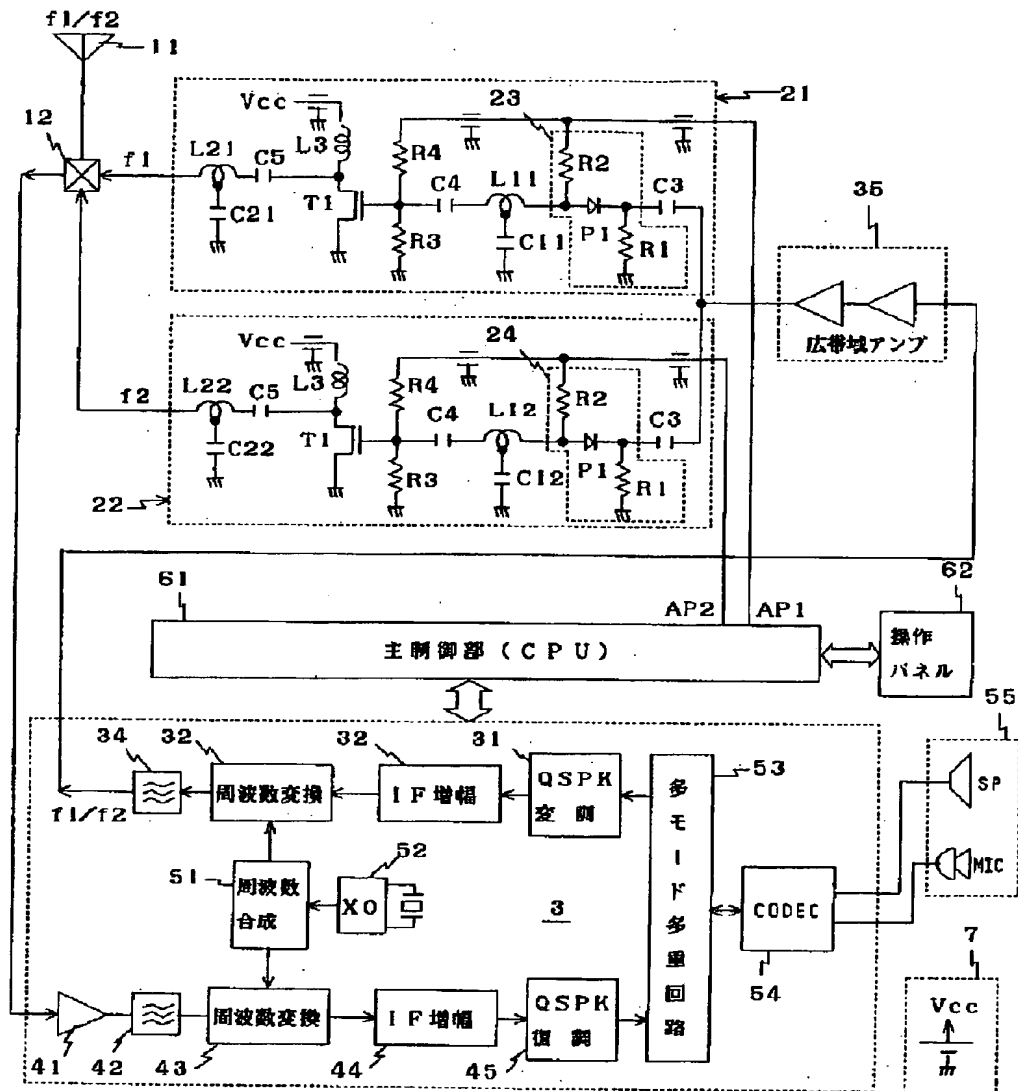 f1/f2
11
21
23
Vcc
12
L21
C5
L3
R4
R2
f1
C4
L11
C3
35
T1
C21
P1
R3
C11
R1
広帯域アンプ
Vcc
24
L3
R4
R2
L22
C5
f2
C4
L12
C3
T1
C22
P1
R3
C12
R1
22
61
62
AP2
AP1
主制御部(CPU)
操作
パネル
55
34
32
32
31
53
周波数変換
IF増幅
QSPK
変調
多モード多重回路
SP
f1/f2
51
52
周波数
合成
XO
3
CODEC
MIC
54
7
周波数変換
IF増幅
QSPK
復調
Vcc
41
42
43
44
45